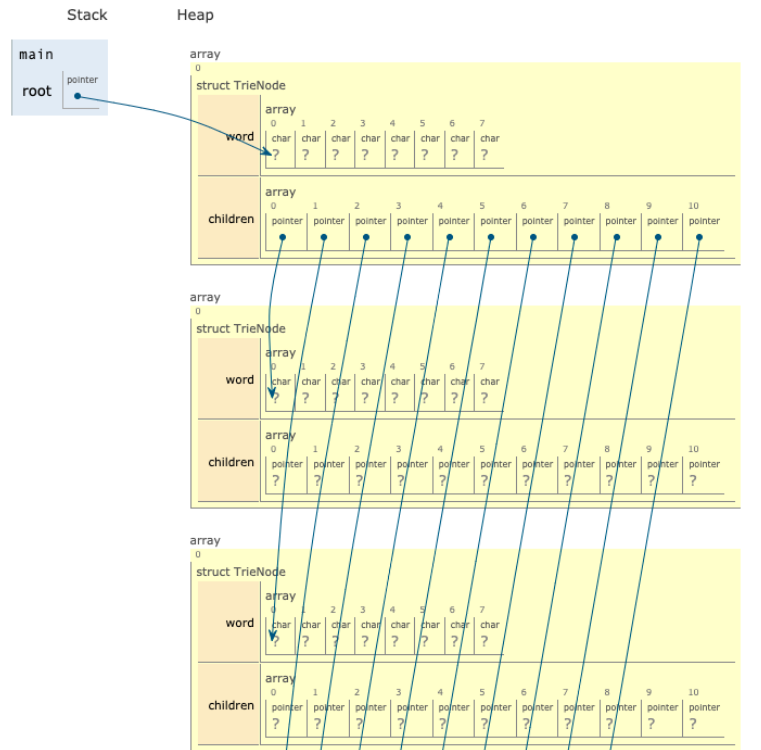 Stack Heap
main
root pointer
array
0
struct TrieNode
word
array
0 1 2 3 4 5 6 7
char char char char char char char char
? ? ? ? ? ? ? ?
children
array
0 1 2 3 4 5 6 7 8 9 10
pointer pointer pointer pointer pointer pointer pointer pointer pointer pointer pointer
array
0
struct TrieNode
word
array
0 1 2 3 4 5 6 7
char char char char char char char char
? ? ? ? ? ? ? ?
children
array
0 1 2 3 4 5 6 7 8 9 10
pointer pointer pointer pointer pointer pointer pointer pointer pointer pointer pointer
? ? ? ? ? ? ? ? ? ? ?
array
0
struct TrieNode
word
array
0 1 2 3 4 5 6 7
char char char char char char char char
? ? ? ? ? ? ? ?
children
array
0 1 2 3 4 5 6 7 8 9 10
pointer pointer pointer pointer pointer pointer pointer pointer pointer pointer pointer
? ? ? ? ? ? ? ? ? ? ?